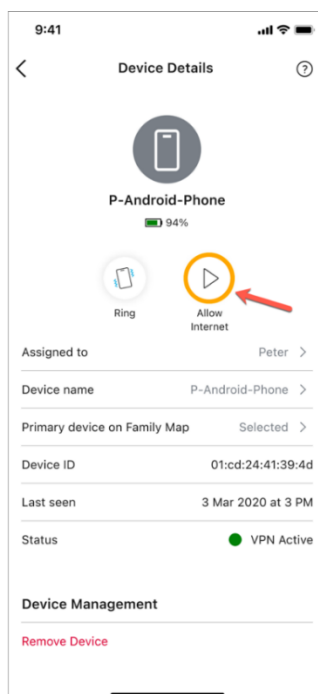 9:41
Device Details
P-Android-Phone
94%
Ring
Allow
Internet
Assigned to Peter
Device name P-Android-Phone
Primary device on Family Map Selected
Device ID 01:cd:24:41:39:4d
Last seen 3 Mar 2020 at 3 PM
Status VPN Active
Device Management
Remove Device